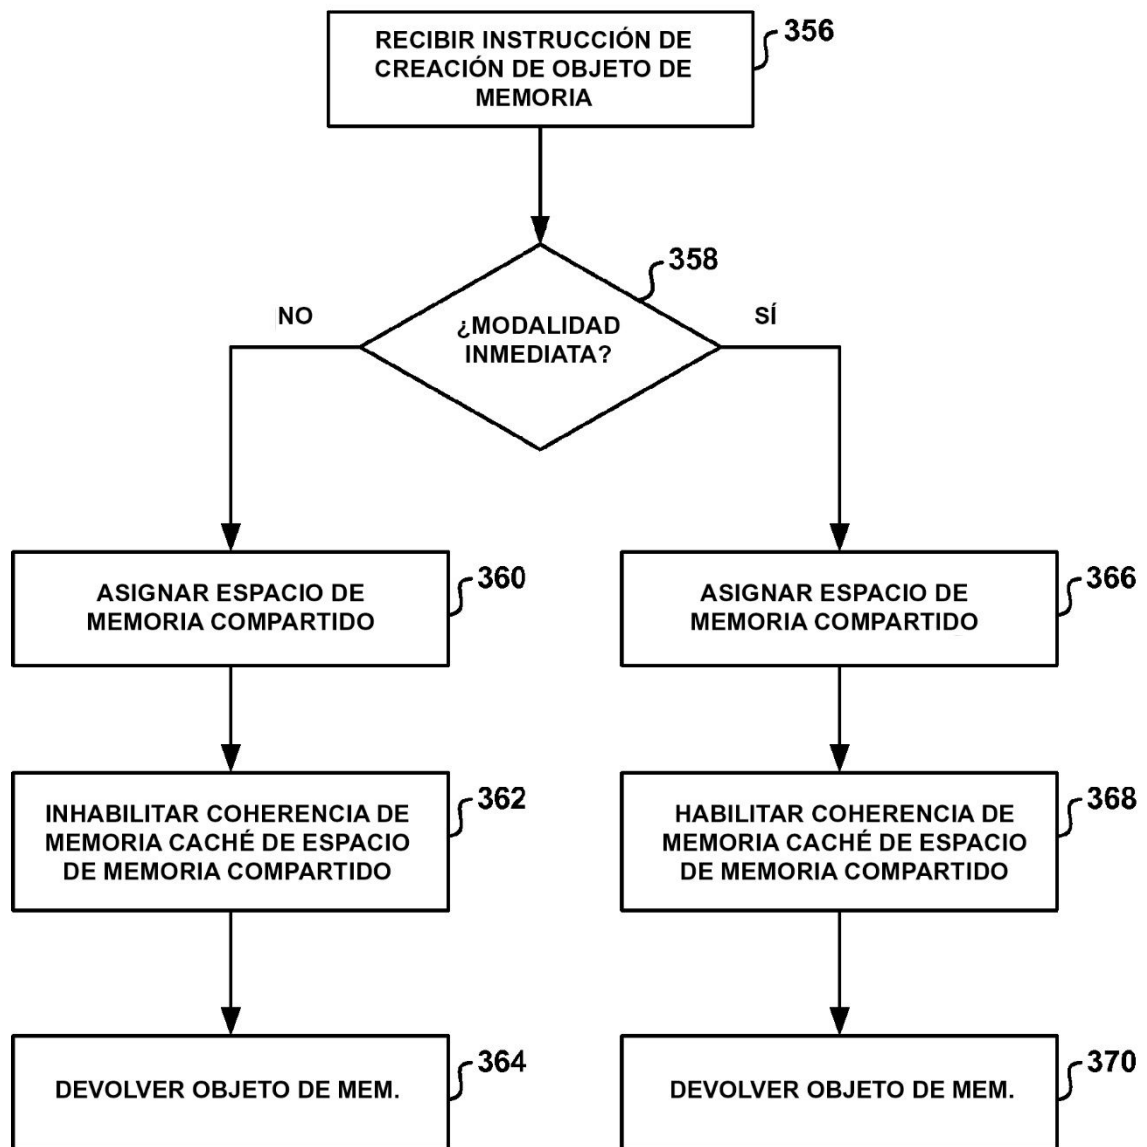 RECIBIR INSTRUCCIÓN DE
CREACIÓN DE OBJETO DE
MEMORIA
356
358
¿MODALIDAD
INMEDIATA?
NO
SÍ
ASIGNAR ESPACIO DE
MEMORIA COMPARTIDO
360
ASIGNAR ESPACIO DE
MEMORIA COMPARTIDO
366
INHABILITAR COHERENCIA DE
MEMORIA CACHÉ DE ESPACIO
DE MEMORIA COMPARTIDO
362
HABILITAR COHERENCIA DE
MEMORIA CACHÉ DE ESPACIO
DE MEMORIA COMPARTIDO
368
DEVOLVER OBJETO DE MEM.
364
DEVOLVER OBJETO DE MEM.
370